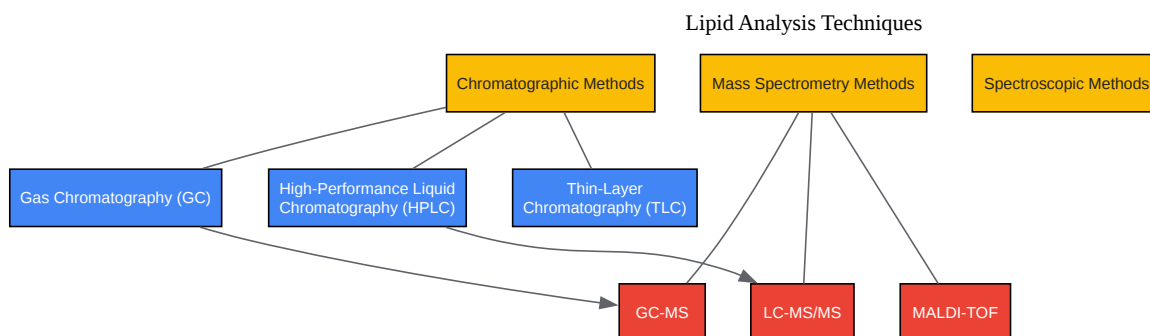 Lipid Analysis Techniques
Chromatographic Methods
Mass Spectrometry Methods
Spectroscopic Methods
Gas Chromatography (GC)
High-Performance Liquid
Chromatography (HPLC)
Thin-Layer
Chromatography (TLC)
GC-MS
LC-MS/MS
MALDI-TOF